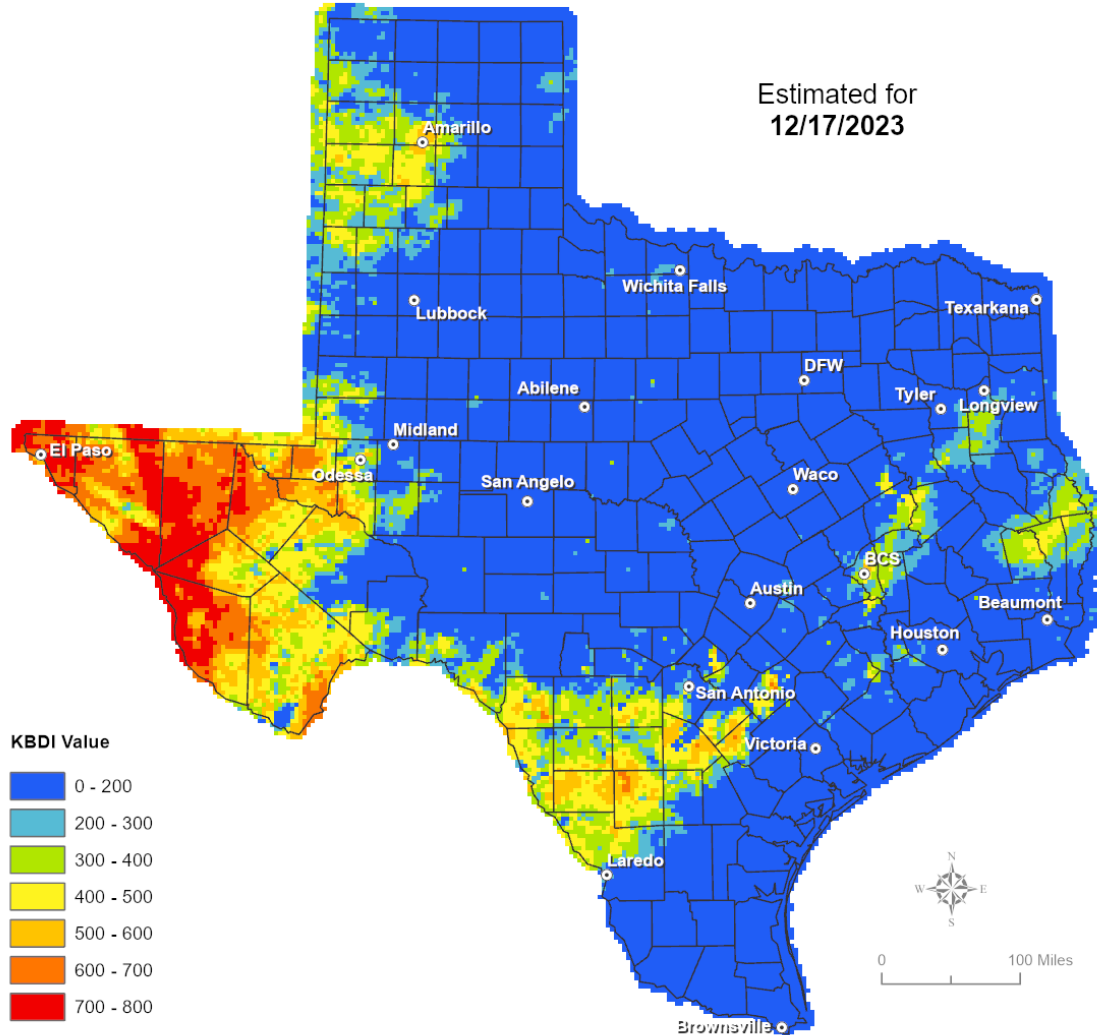 Estimated for
12/17/2023
Amarillo
Wichita Falls
Lubbock
Texarkana
DFW
Abilene
Tyler
Longview
Midland
El Paso
Odessa
San Angelo
Waco
BCS
Austin
Beaumont
Houston
San Antonio
Victoria
KBDI Value
0 - 200
200 - 300
300 - 400
400 - 500
500 - 600
600 - 700
700 - 800
Laredo
N
W E
S
0 100 Miles
Brownsville